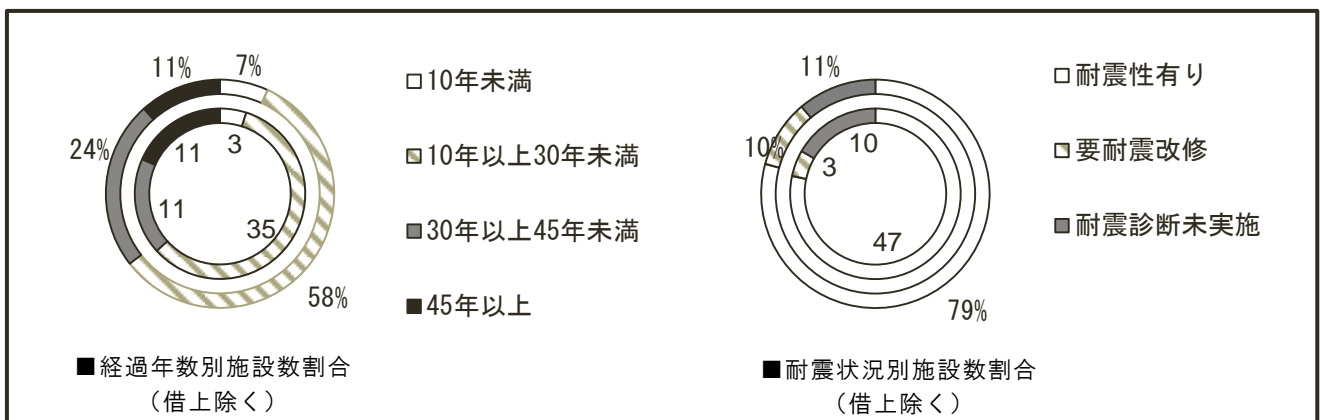 11%
7%
24%
58%
11
3
11
35
□10年未満
10年以上30年未満
■30年以上45年未満
■45年以上
■経過年数別施設数割合
（借上除く）
11%
10%
79%
10
3
47
□耐震性有り
要耐震改修
■耐震診断未実施
■耐震状況別施設数割合
（借上除く）